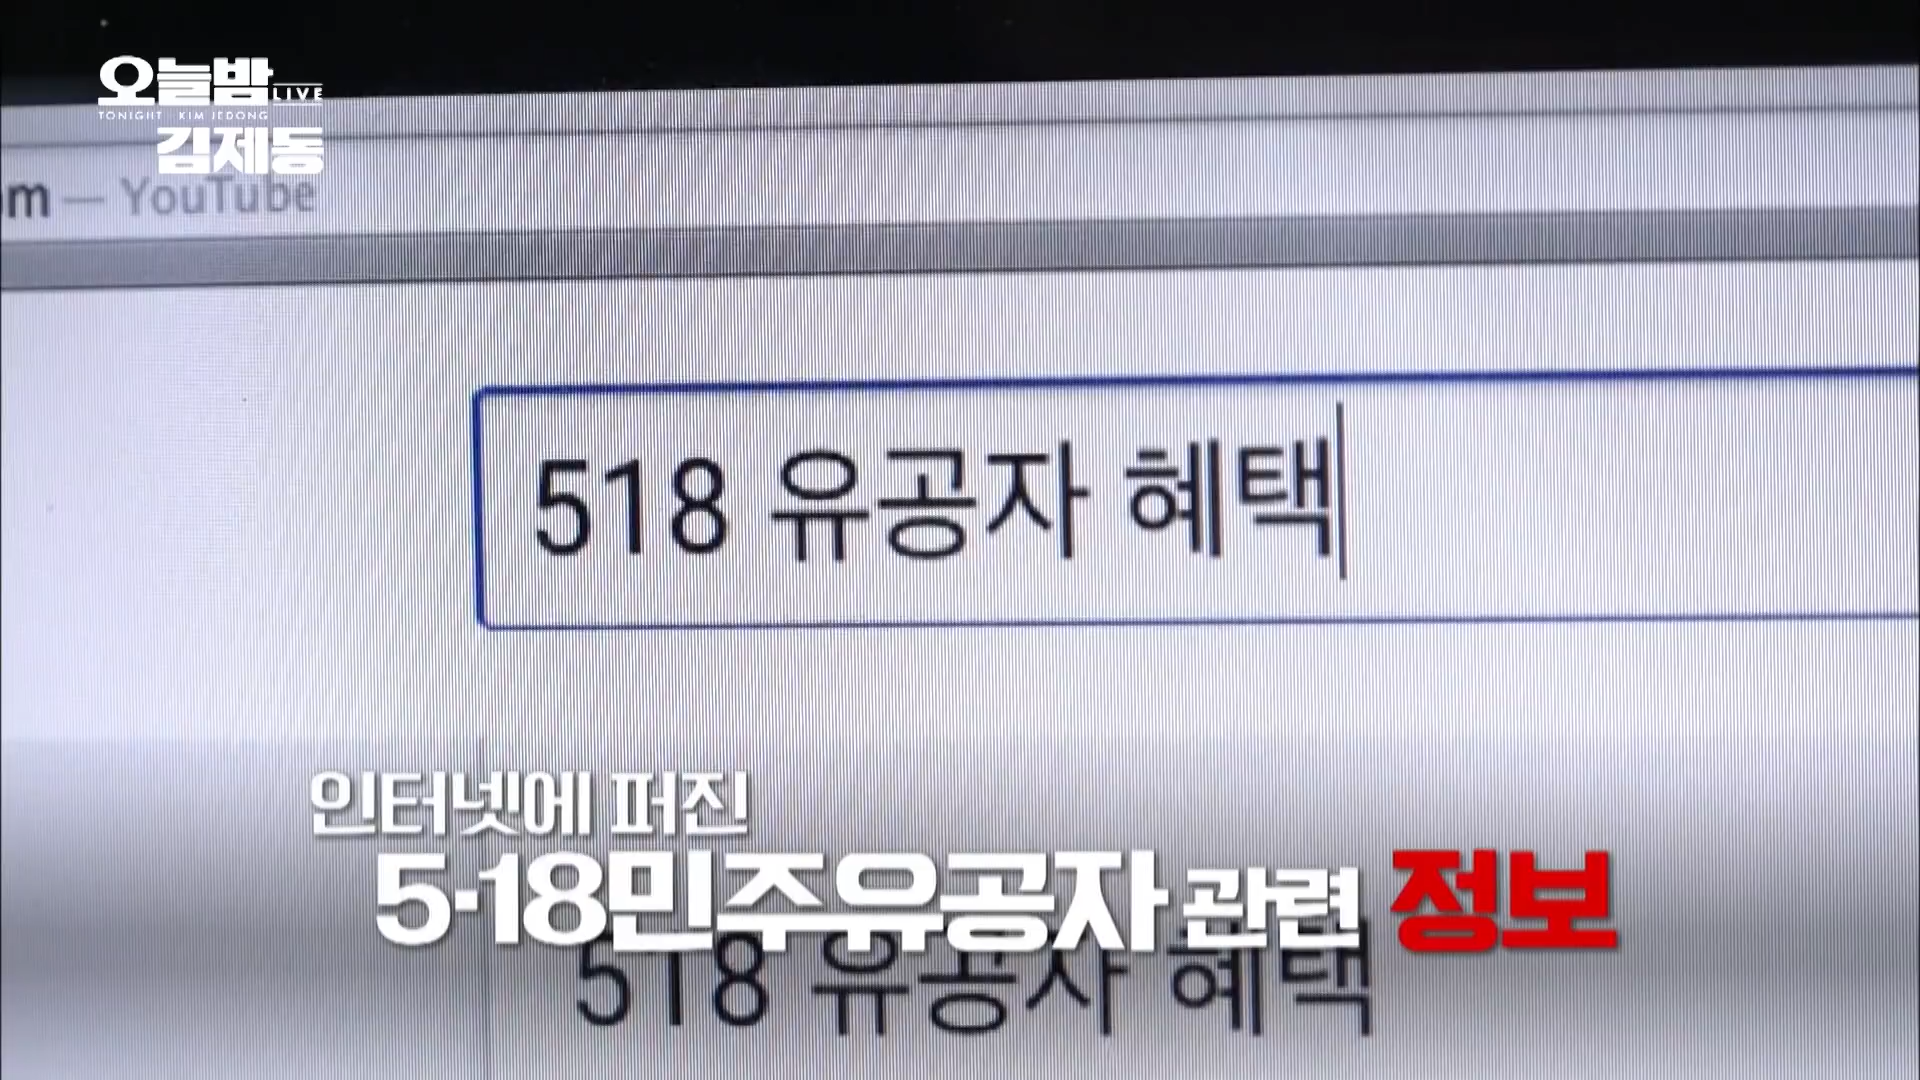 오늘밤 LIVE
TONIGHT KIM JEDONG
김제동
om — YouTube
518 유공자 혜택
인터넷에 퍼진
5·18민주유공자 관련 정보
518 유공자 혜택